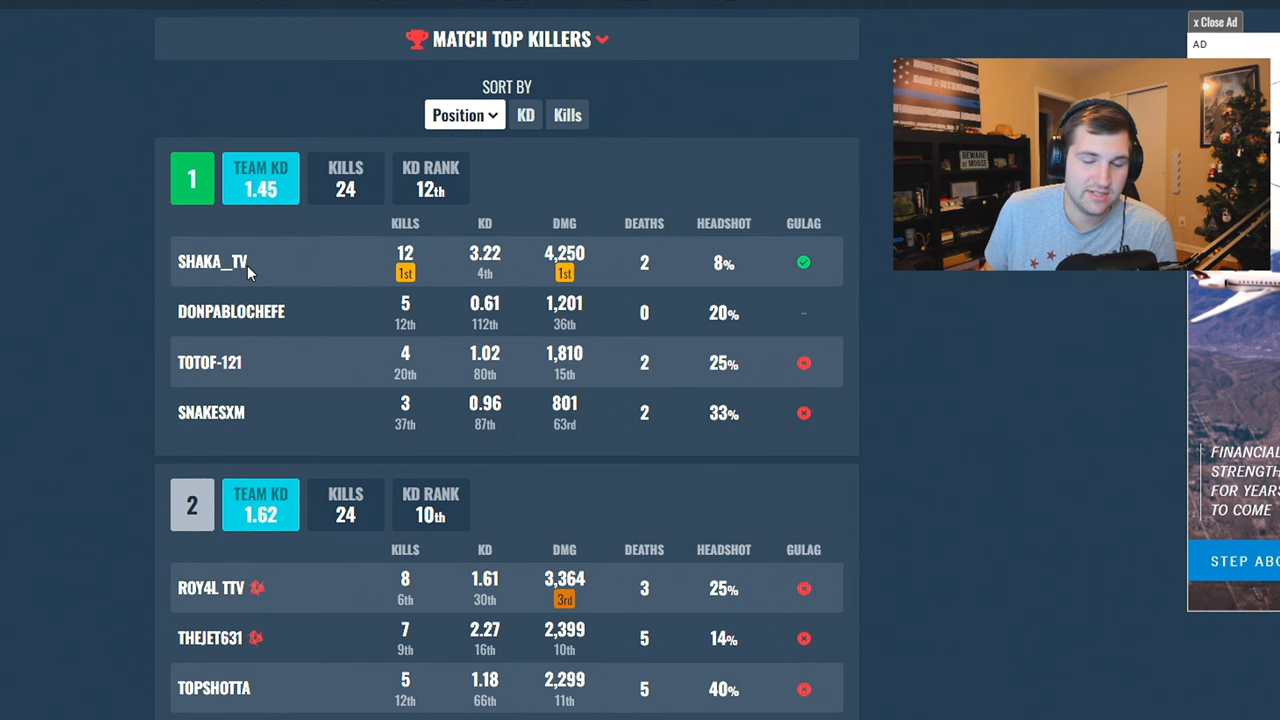 MATCH TOP KILLERS
x Close Ad
AD
SORT BY
Position KD Kills
BEWARE OF MOOSE
1 TEAM KD 1.45 KILLS 24 KD RANK 12th
KILLS KD DMG DEATHS HEADSHOT GULAG
SHAKA__TV 12 1st 3.22 4th 4,250 1st 2 8%
DONPABLOCHEFE 5 12th 0.61 112th 1,201 36th 0 20% -
TOTOF-121 4 20th 1.02 80th 1,810 15th 2 25%
SNAKESXM 3 37th 0.96 87th 801 63rd 2 33%
2 TEAM KD 1.62 KILLS 24 KD RANK 10th
KILLS KD DMG DEATHS HEADSHOT GULAG
ROY4L TTV 8 6th 1.61 30th 3,364 3rd 3 25%
THEJET631 7 9th 2.27 16th 2,399 10th 5 14%
TOPSHOTTA 5 12th 1.18 66th 2,299 11th 5 40%
FINANCIAL
STRENGTH
FOR YEARS
TO COME
STEP ABO